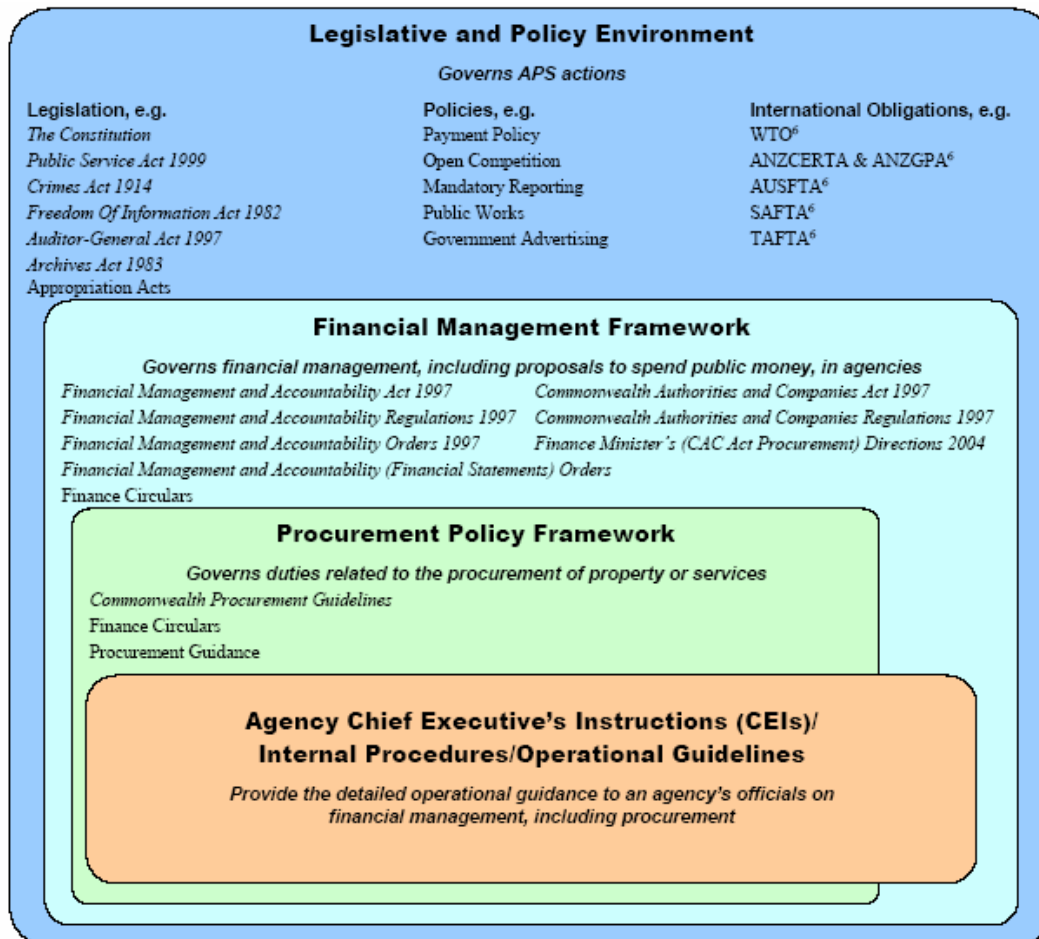 Legislative and Policy Environment
Governs APS actions
Legislation, e.g.
The Constitution
Public Service Act 1999
Crimes Act 1914
Freedom Of Information Act 1982
Auditor-General Act 1997
Archives Act 1983
Appropriation Acts
Policies, e.g.
Payment Policy
Open Competition
Mandatory Reporting
Public Works
Government Advertising
International Obligations, e.g.
WTO⁶
ANZCERTA & ANZGPA⁶
AUSFTA⁶
SAFTA⁶
TAFTA⁶
Financial Management Framework
Governs financial management, including proposals to spend public money, in agencies
Financial Management and Accountability Act 1997
Financial Management and Accountability Regulations 1997
Financial Management and Accountability Orders 1997
Financial Management and Accountability (Financial Statements) Orders
Finance Circulars
Commonwealth Authorities and Companies Act 1997
Commonwealth Authorities and Companies Regulations 1997
Finance Minister´s (CAC Act Procurement) Directions 2004
Procurement Policy Framework
Governs duties related to the procurement of property or services
Commonwealth Procurement Guidelines
Finance Circulars
Procurement Guidance
Agency Chief Executive’s Instructions (CEIs)/
Internal Procedures/Operational Guidelines
Provide the detailed operational guidance to an agency’s officials on
financial management, including procurement